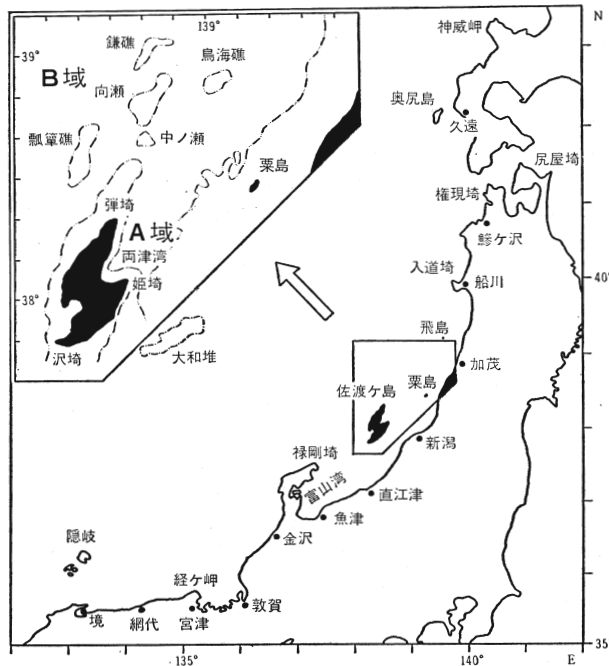 139°
139°
39°
鎌礁
鳥海礁
B域
向瀬
瓢箪礁
中ノ瀬
粟島
弾埼
A域
両津湾
38°
姫埼
沢埼
大和堆
N
神威岬
奥尻島
久遠
尻屋埼
権現埼
鯵ケ沢
入道埼
40°
船川
飛島
加茂
佐渡ケ島
粟島
新潟
禄剛埼
富山湾
直江津
魚津
金沢
隠岐
経ケ岬
境
網代
宮津
敦賀
135°
140°
E
35